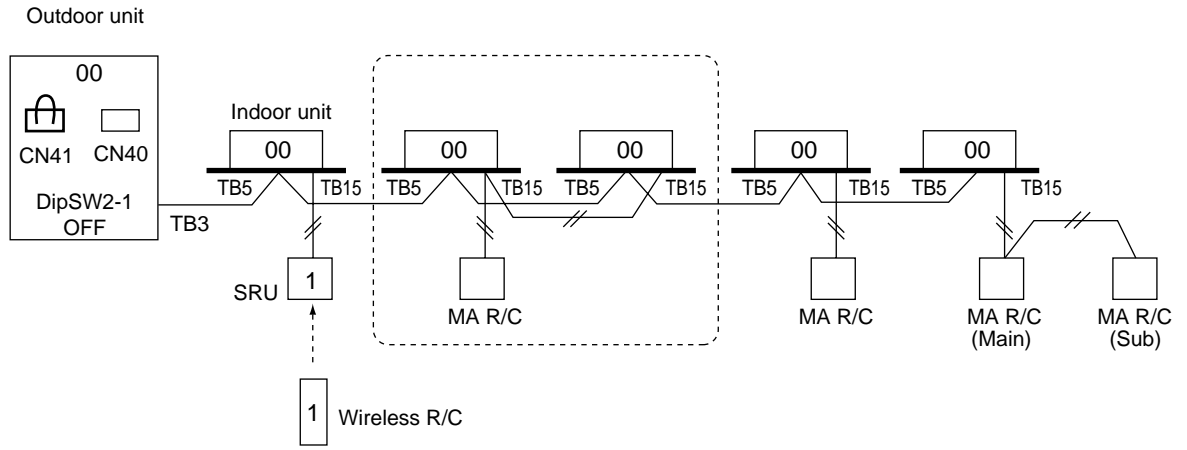 Outdoor unit
00
CN41 CN40
DipSW2-1
OFF
TB3
Indoor unit
00 00 00 00 00
TB5 TB15 TB5 TB15 TB5 TB15 TB5 TB15 TB5 TB15
SRU 1
MA R/C
MA R/C
MA R/C
(Main)
MA R/C
(Sub)
1 Wireless R/C